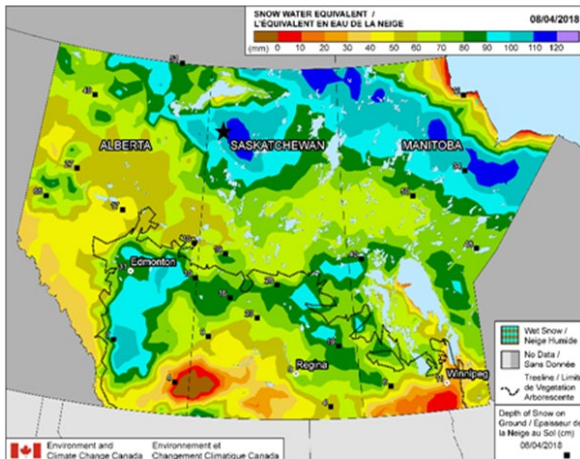 SNOW WATER EQUIVALENT /
L'ÉQUIVALENT EN EAU DE LA NEIGE
08/04/2018
(mm) 0 10 20 30 40 50 60 70 80 90 100 110 120
ALBERTA
SASKATCHEWAN
MANITOBA
Edmonton
Regina
Winnipeg
Wet Snow /
Neige Humide
No Data /
Sans Donnée
Treeline / Limite
de Vegetation
Arborescente
Depth of Snow on
Ground / Epaisseur de
la Neige au Sol (cm)
08/04/2018
Environment and
Climate Change Canada
Environnement et
Changement Climatique Canada